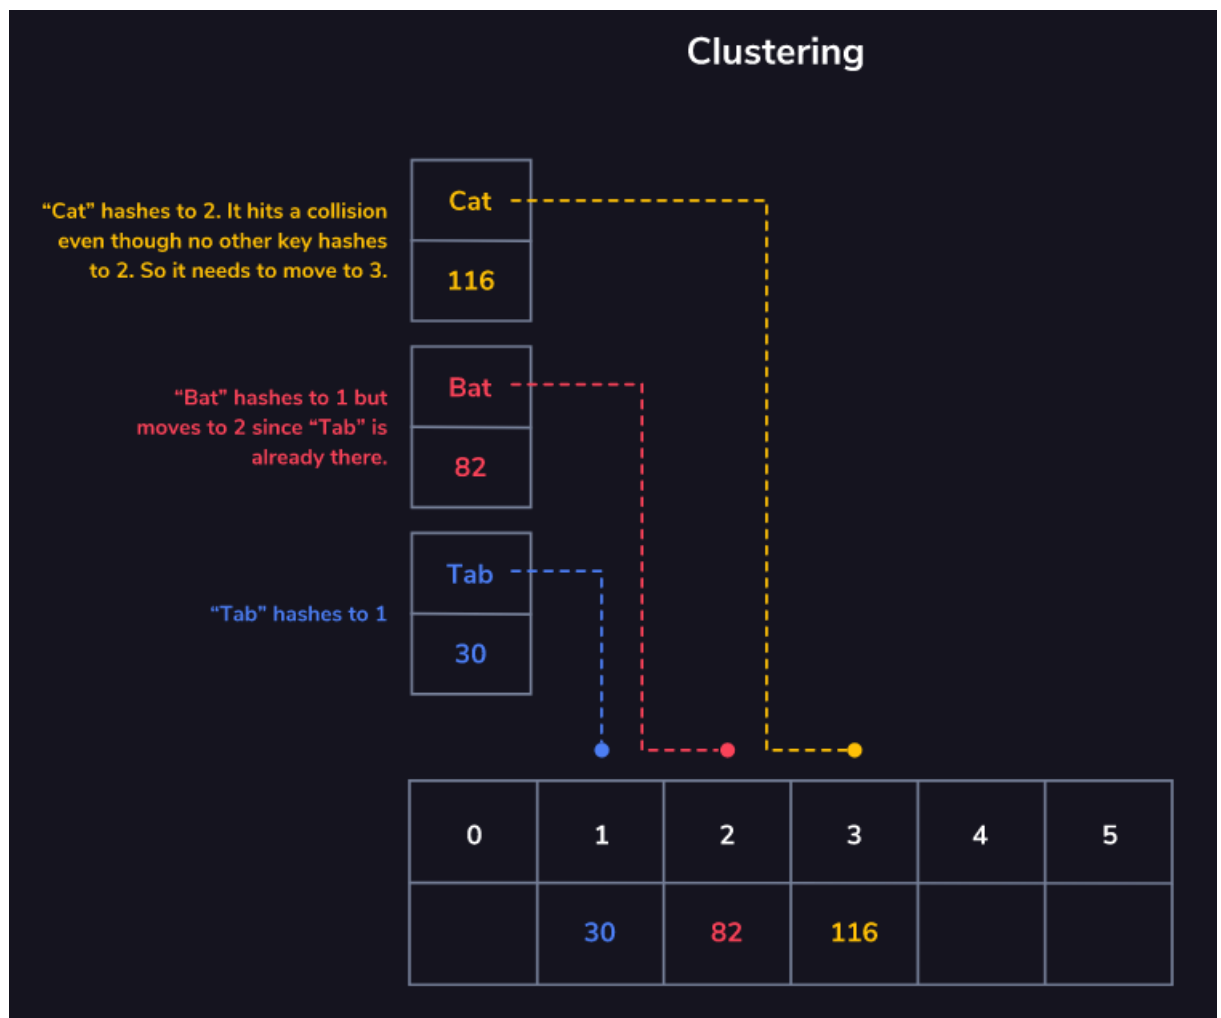 Clustering
“Cat” hashes to 2. It hits a collision
even though no other key hashes
to 2. So it needs to move to 3.
Cat
116
“Bat” hashes to 1 but
moves to 2 since “Tab” is
already there.
Bat
82
“Tab” hashes to 1
Tab
30
0 1 2 3 4 5
30 82 116